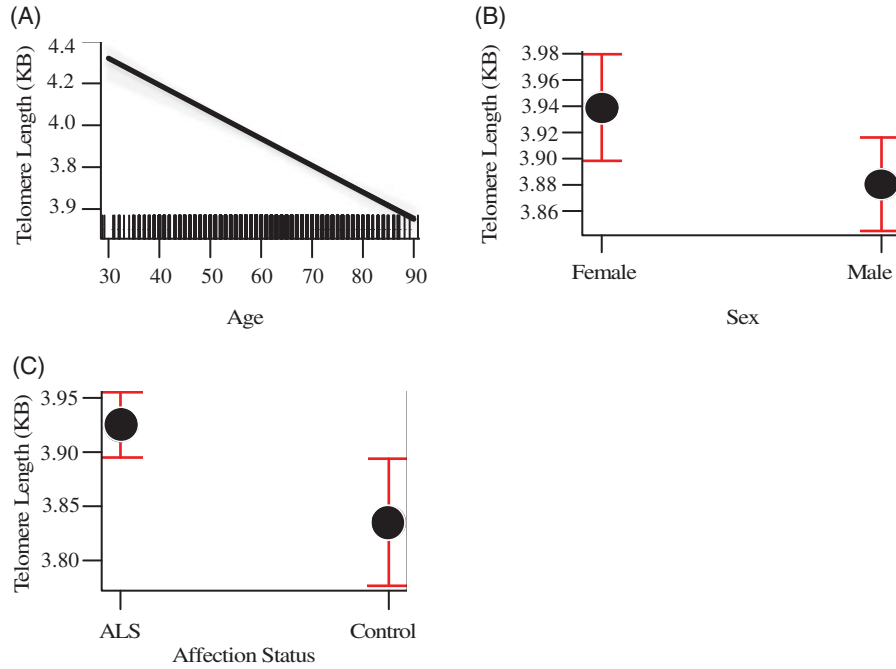 (A)
Telomere Length (KB)
4.4
4.2
4.0
3.8
3.9
30 40 50 60 70 80 90
Age
(B)
Telomere Length (KB)
3.98
3.96
3.94
3.92
3.90
3.88
3.86
Female Male
Sex
(C)
Telomere Length (KB)
3.95
3.90
3.85
3.80
ALS Control
Affection Status